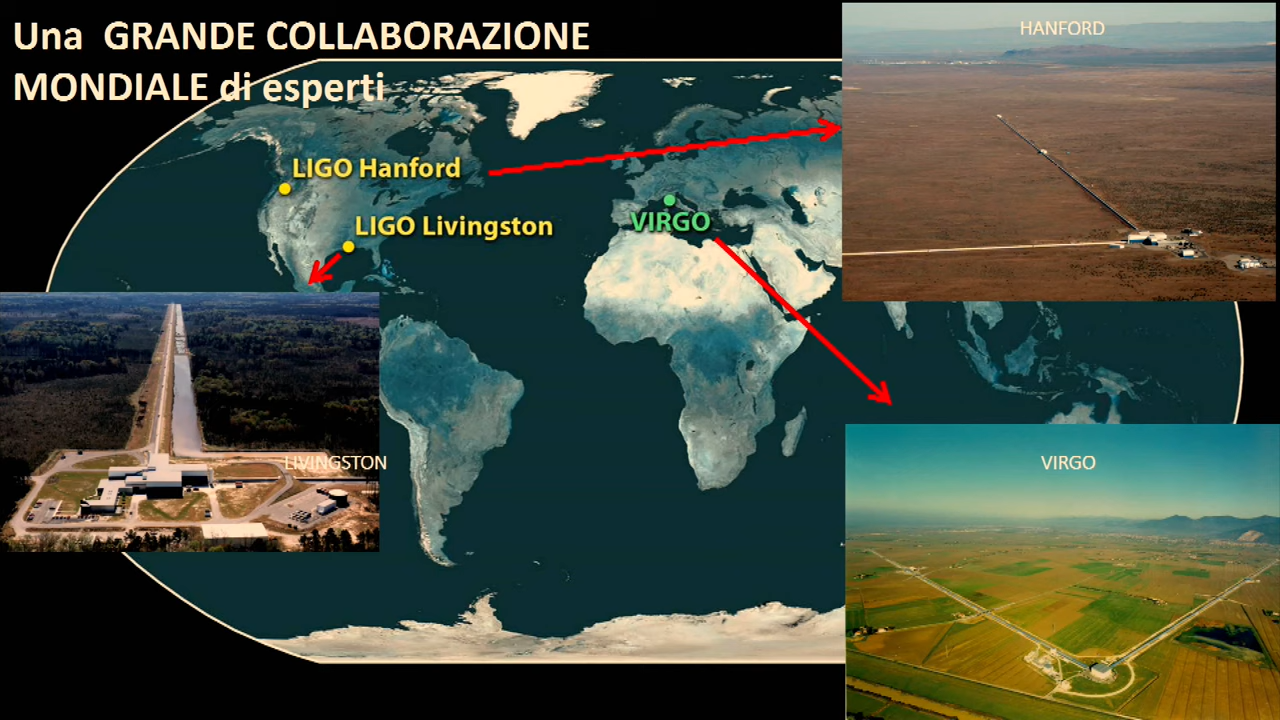 Una GRANDE COLLABORAZIONE
MONDIALE di esperti
HANFORD
LIGO Hanford
LIGO Livingston
VIRGO
LIVINGSTON
VIRGO